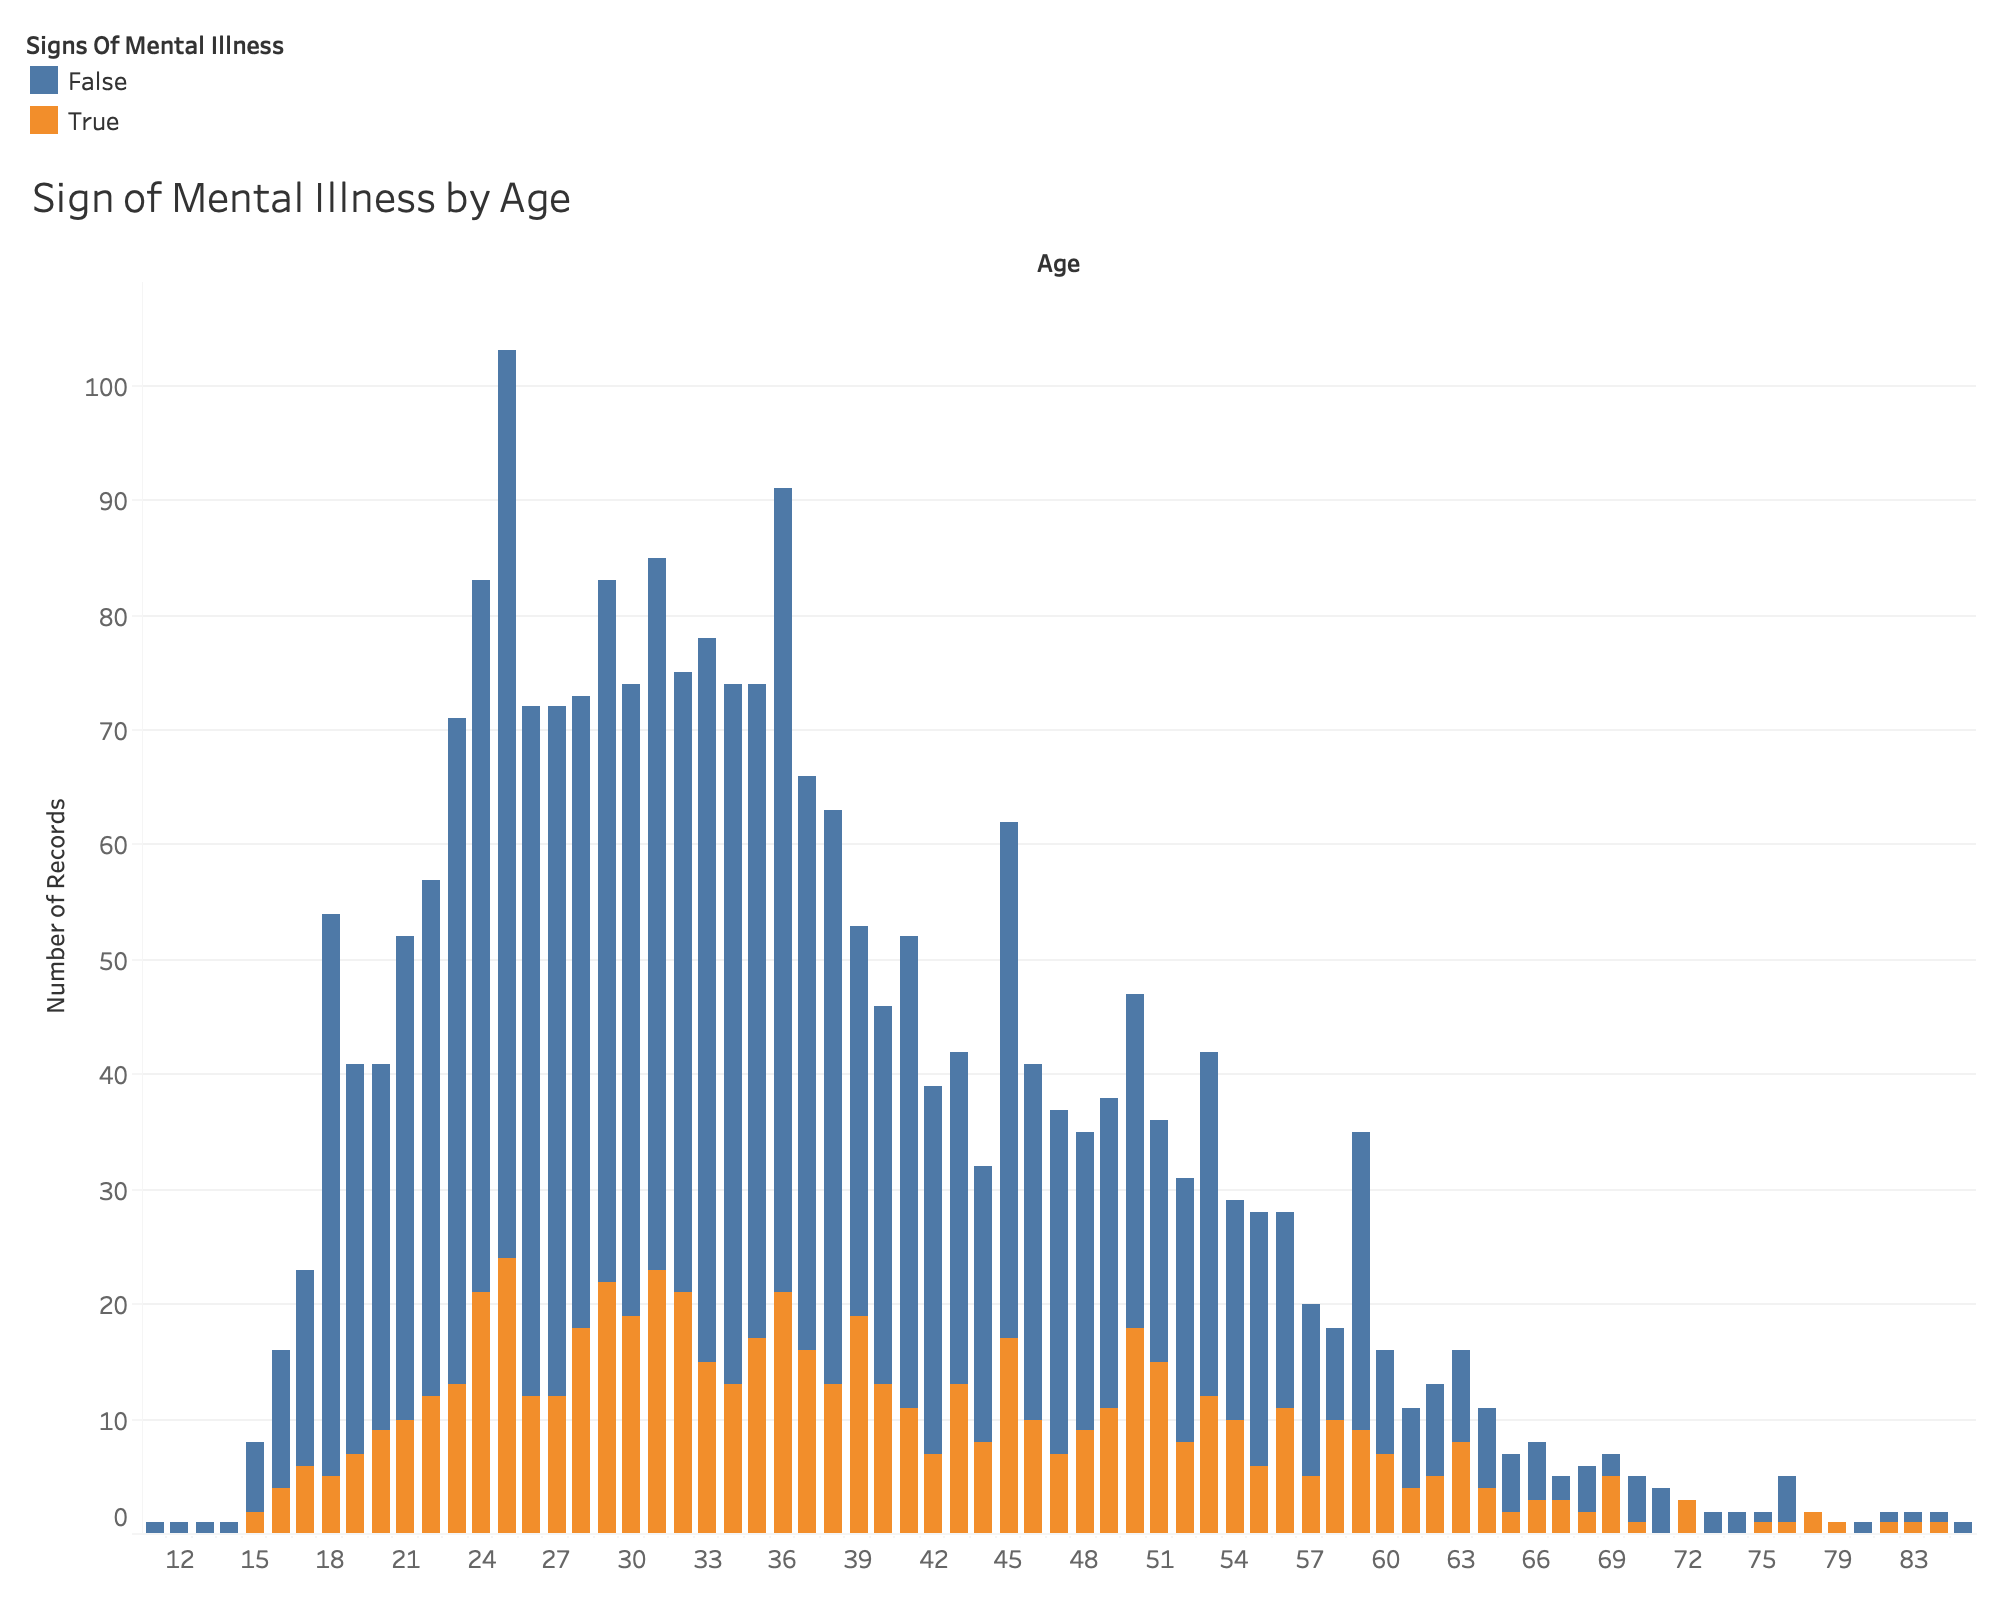 Signs Of Mental Illness
False
True
Sign of Mental Illness by Age
Age
100
90
80
70
60
50
40
30
20
10
0
Number of Records
12 15 18 21 24 27 30 33 36 39 42 45 48 51 54 57 60 63 66 69 72 75 79 83